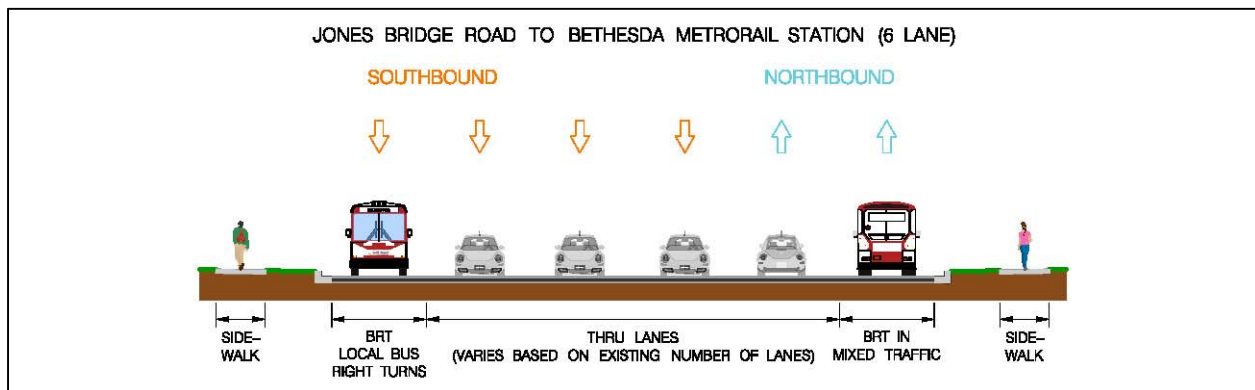 JONES BRIDGE ROAD TO BETHESDA METRORAIL STATION (6 LANE)
SOUTHBOUND
NORTHBOUND
SIDE-
WALK
BRT
LOCAL BUS
RIGHT TURNS
THRU LANES
(VARIES BASED ON EXISTING NUMBER OF LANES)
BRT IN
MIXED TRAFFIC
SIDE-
WALK